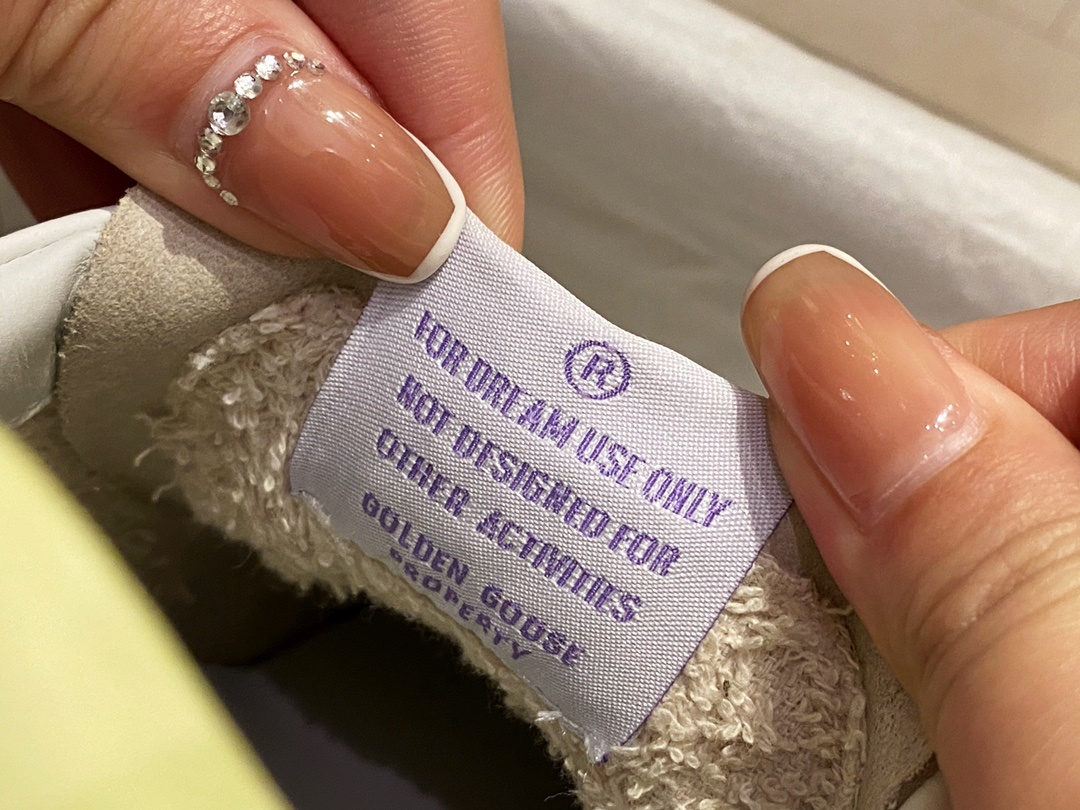 ®
FOR DREAM USE ONLY
NOT DESIGNED FOR
OTHER ACTIVITIES
GOLDEN GOOSE
PROPERTY